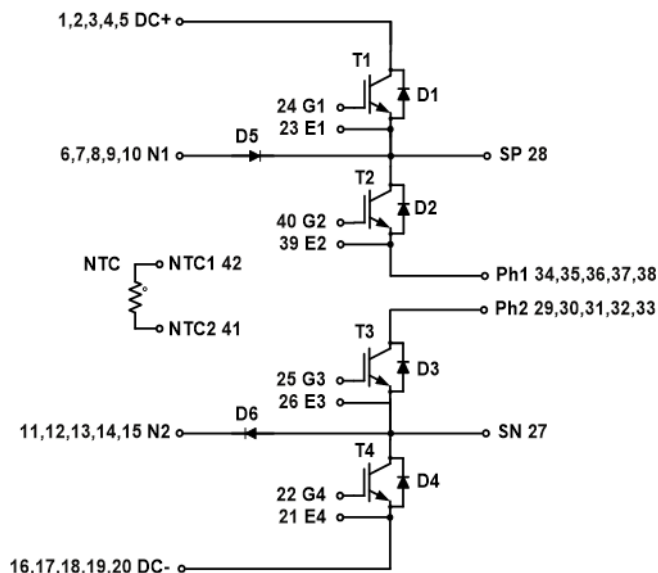 1,2,3,4,5 DC+
T1
D1
24 G1
23 E1
D5
6,7,8,9,10 N1
SP 28
T2
D2
40 G2
39 E2
NTC
NTC1 42
Ph1 34,35,36,37,38
Ph2 29,30,31,32,33
NTC2 41
T3
D3
25 G3
26 E3
D6
11,12,13,14,15 N2
SN 27
T4
D4
22 G4
21 E4
16,17,18,19,20 DC-